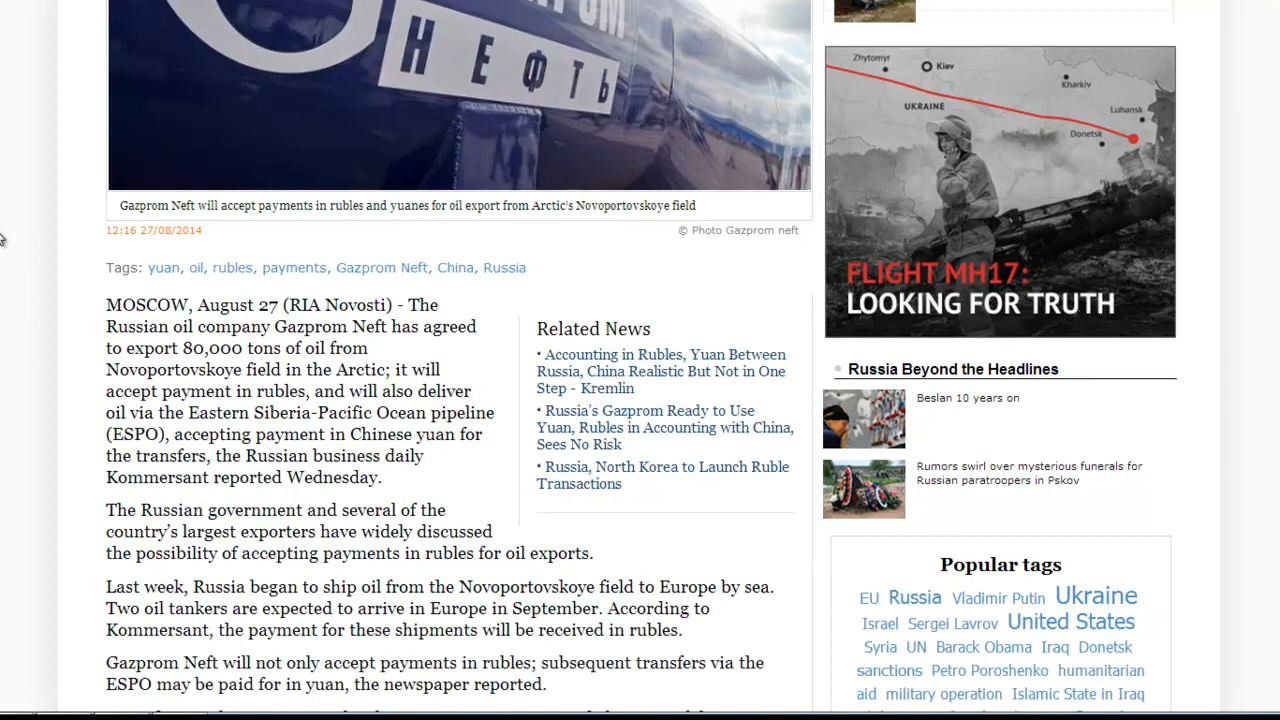 НЕФТЬ
Gazprom Neft will accept payments in rubles and yuanes for oil export from Arctic's Novoportovskoye field
12:16 27/08/2014
© Photo Gazprom neft
Tags: yuan, oil, rubles, payments, Gazprom Neft, China, Russia
MOSCOW, August 27 (RIA Novosti) - The
Russian oil company Gazprom Neft has agreed
to export 80,000 tons of oil from
Novoportovskoye field in the Arctic; it will
accept payment in rubles, and will also deliver
oil via the Eastern Siberia-Pacific Ocean pipeline
(ESPO), accepting payment in Chinese yuan for
the transfers, the Russian business daily
Kommersant reported Wednesday.
The Russian government and several of the
country's largest exporters have widely discussed
the possibility of accepting payments in rubles for oil exports.
Last week, Russia began to ship oil from the Novoportovskoye field to Europe by sea.
Two oil tankers are expected to arrive in Europe in September. According to
Kommersant, the payment for these shipments will be received in rubles.
Gazprom Neft will not only accept payments in rubles; subsequent transfers via the
ESPO may be paid for in yuan, the newspaper reported.
Related News
• Accounting in Rubles, Yuan Between
Russia, China Realistic But Not in One
Step - Kremlin
• Russia's Gazprom Ready to Use
Yuan, Rubles in Accounting with China,
Sees No Risk
• Russia, North Korea to Launch Ruble
Transactions
Zhytomyr
Kiev
Kharkiv
UKRAINE
Luhansk
Donetsk
FLIGHT MH17:
LOOKING FOR TRUTH
Russia Beyond the Headlines
Beslan 10 years on
Rumors swirl over mysterious funerals for
Russian paratroopers in Pskov
Popular tags
EU Russia Vladimir Putin Ukraine
Israel Sergei Lavrov United States
Syria UN Barack Obama Iraq Donetsk
sanctions Petro Poroshenko humanitarian
aid military operation Islamic State in Iraq